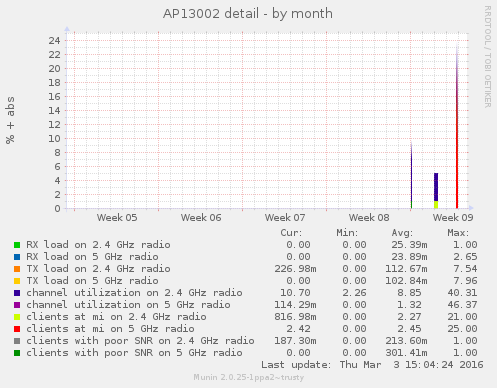 AP13002 detail - by month
RRDTOOL / TOBI OETIKER
% + abs
24
22
20
18
16
14
12
10
8
6
4
2
0
Week 05 Week 06 Week 07 Week 08 Week 09
Cur: Min: Avg: Max:
RX load on 2.4 GHz radio 0.00 0.00 25.39m 1.00
RX load on 5 GHz radio 0.00 0.00 23.89m 2.65
TX load on 2.4 GHz radio 226.98m 0.00 112.67m 7.54
TX load on 5 GHz radio 0.00 0.00 102.84m 7.96
channel utilization on 2.4 GHz radio 10.70 2.26 8.85 40.31
channel utilization on 5 GHz radio 114.29m 0.00 1.32 46.37
clients at mi on 2.4 GHz radio 816.98m 0.00 2.27 21.00
clients at mi on 5 GHz radio 2.42 0.00 2.45 25.00
clients with poor SNR on 2.4 GHz radio 187.30m 0.00 213.60m 1.00
clients with poor SNR on 5 GHz radio 0.00 0.00 301.41m 1.00
Last update: Thu Mar 3 15:04:24 2016
Munin 2.0.25-1ppa2~trusty